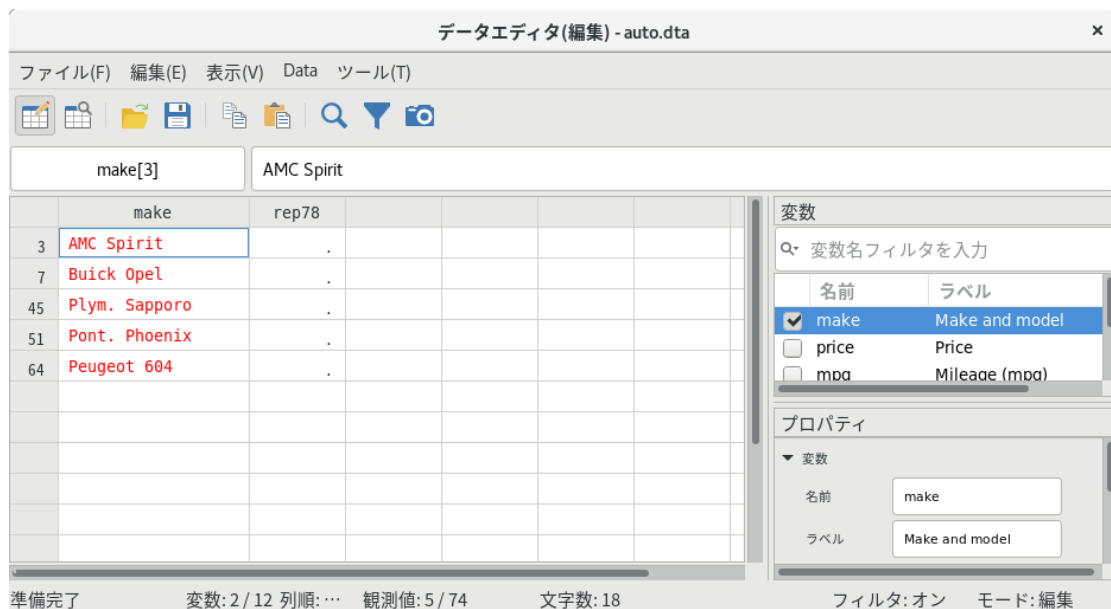 データエディタ(編集) - auto.dta
ファイル(F) 編集(E) 表示(V) Data ツール(T)
make[3] AMC Spirit
make rep78
3 AMC Spirit .
7 Buick Opel .
45 Plym. Sapporo .
51 Pont. Phoenix .
64 Peugeot 604 .
変数
変数名フィルタを入力
名前 ラベル
make Make and model
price Price
mpg Mileage (mpg)
プロパティ
変数
名前 make
ラベル Make and model
準備完了 変数: 2 / 12 列順: … 観測値: 5 / 74 文字数: 18 フィルタ: オン モード: 編集